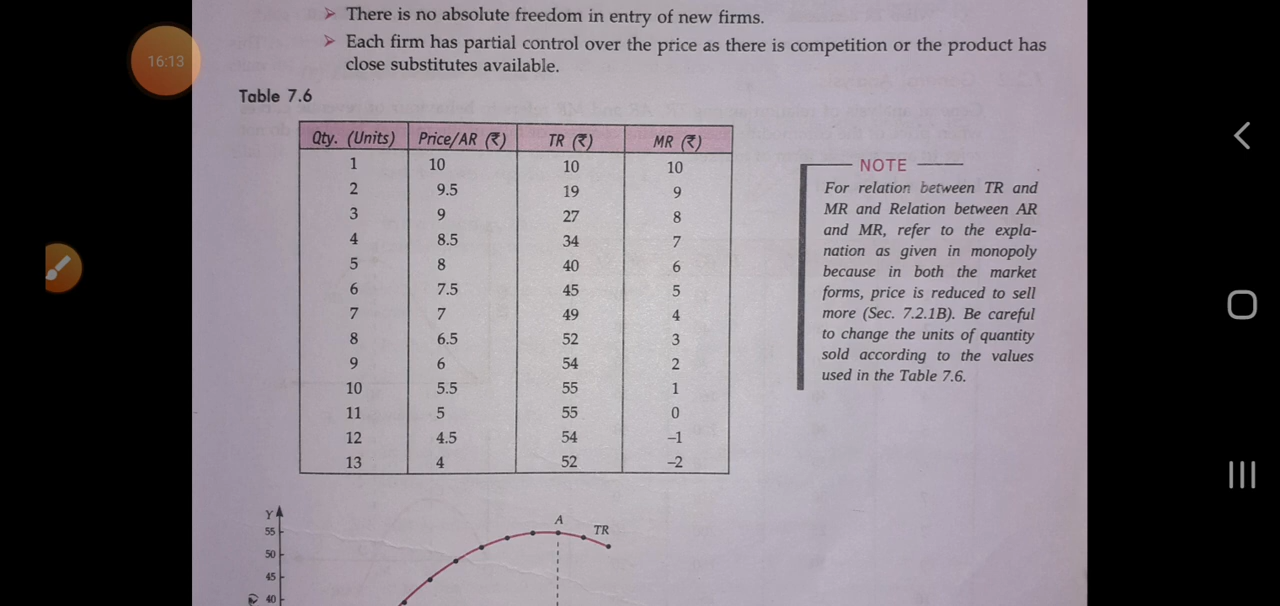 ➢ There is no absolute freedom in entry of new firms.
➢ Each firm has partial control over the price as there is competition or the product has
close substitutes available.
16:13
Table 7.6
Qty. (Units) Price/AR (₹) TR (₹) MR (₹)
1 10 10 10
2 9.5 19 9
3 9 27 8
4 8.5 34 7
5 8 40 6
6 7.5 45 5
7 7 49 4
8 6.5 52 3
9 6 54 2
10 5.5 55 1
11 5 55 0
12 4.5 54 –1
13 4 52 –2
NOTE
For relation between TR and
MR and Relation between AR
and MR, refer to the expla-
nation as given in monopoly
because in both the market
forms, price is reduced to sell
more (Sec. 7.2.1B). Be careful
to change the units of quantity
sold according to the values
used in the Table 7.6.
Y
55
50
45
40
A
TR